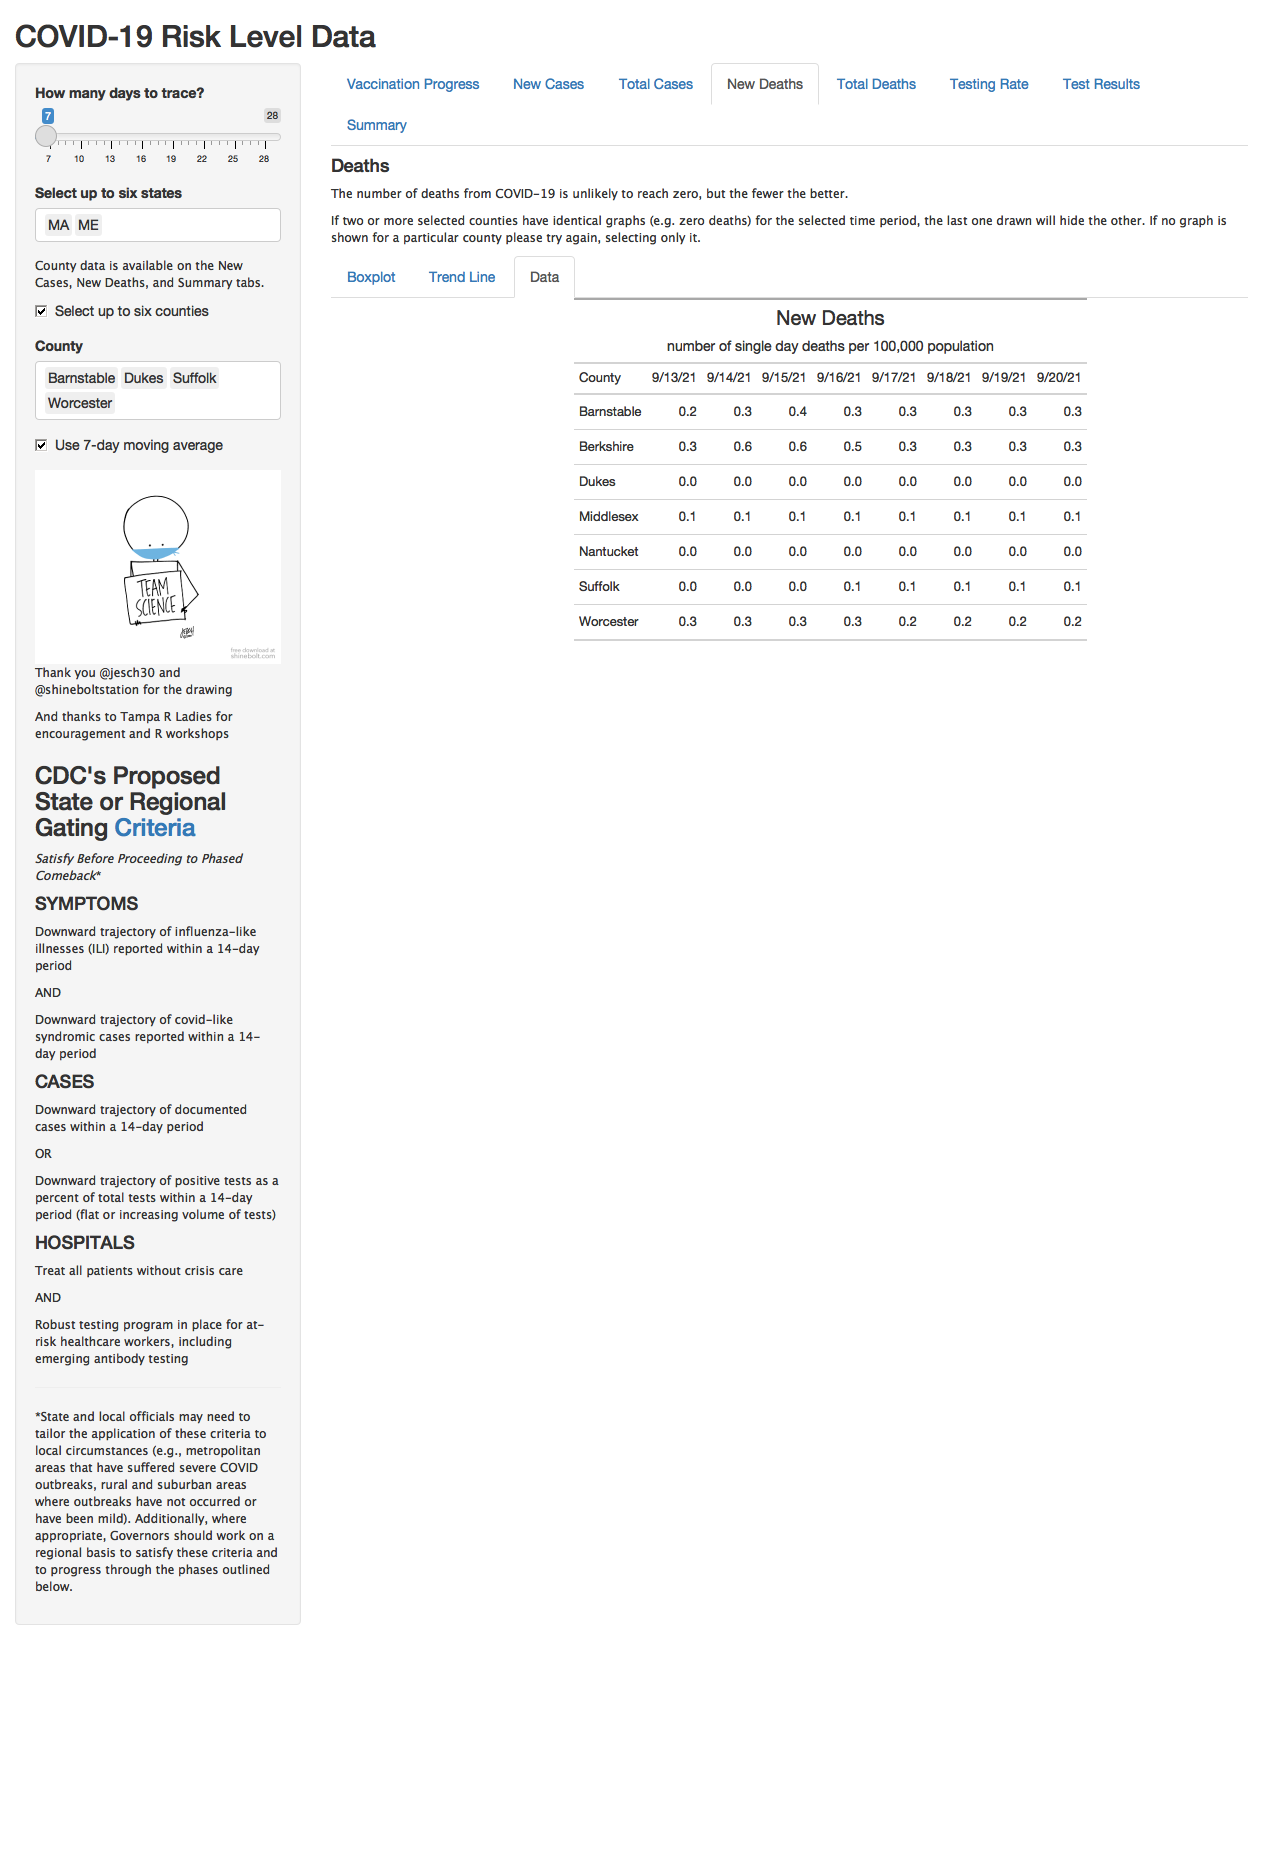 COVID-19 Risk Level Data
How many days to trace?
7 28
7 10 13 16 19 22 25 28
Select up to six states
MA ME
County data is available on the New
Cases, New Deaths, and Summary tabs.
Select up to six counties
County
Barnstable Dukes Suffolk
Worcester
Use 7-day moving average
TEAM
SCIENCE
free download at
shinebolt.com
Thank you @jesch30 and
@shineboltstation for the drawing
And thanks to Tampa R Ladies for
encouragement and R workshops
CDC's Proposed
State or Regional
Gating Criteria
Satisfy Before Proceeding to Phased
Comeback*
SYMPTOMS
Downward trajectory of influenza-like
illnesses (ILI) reported within a 14-day
period
AND
Downward trajectory of covid-like
syndromic cases reported within a 14-
day period
CASES
Downward trajectory of documented
cases within a 14-day period
OR
Downward trajectory of positive tests as a
percent of total tests within a 14-day
period (flat or increasing volume of tests)
HOSPITALS
Treat all patients without crisis care
AND
Robust testing program in place for at-
risk healthcare workers, including
emerging antibody testing
*State and local officials may need to
tailor the application of these criteria to
local circumstances (e.g., metropolitan
areas that have suffered severe COVID
outbreaks, rural and suburban areas
where outbreaks have not occurred or
have been mild). Additionally, where
appropriate, Governors should work on a
regional basis to satisfy these criteria and
to progress through the phases outlined
below.
Vaccination Progress New Cases Total Cases New Deaths Total Deaths Testing Rate Test Results
Summary
Deaths
The number of deaths from COVID-19 is unlikely to reach zero, but the fewer the better.
If two or more selected counties have identical graphs (e.g. zero deaths) for the selected time period, the last one drawn will hide the other. If no graph is
shown for a particular county please try again, selecting only it.
Boxplot Trend Line Data
New Deaths
number of single day deaths per 100,000 population
County 9/13/21 9/14/21 9/15/21 9/16/21 9/17/21 9/18/21 9/19/21 9/20/21
Barnstable 0.2 0.3 0.4 0.3 0.3 0.3 0.3 0.3
Berkshire 0.3 0.6 0.6 0.5 0.3 0.3 0.3 0.3
Dukes 0.0 0.0 0.0 0.0 0.0 0.0 0.0 0.0
Middlesex 0.1 0.1 0.1 0.1 0.1 0.1 0.1 0.1
Nantucket 0.0 0.0 0.0 0.0 0.0 0.0 0.0 0.0
Suffolk 0.0 0.0 0.0 0.1 0.1 0.1 0.1 0.1
Worcester 0.3 0.3 0.3 0.3 0.2 0.2 0.2 0.2